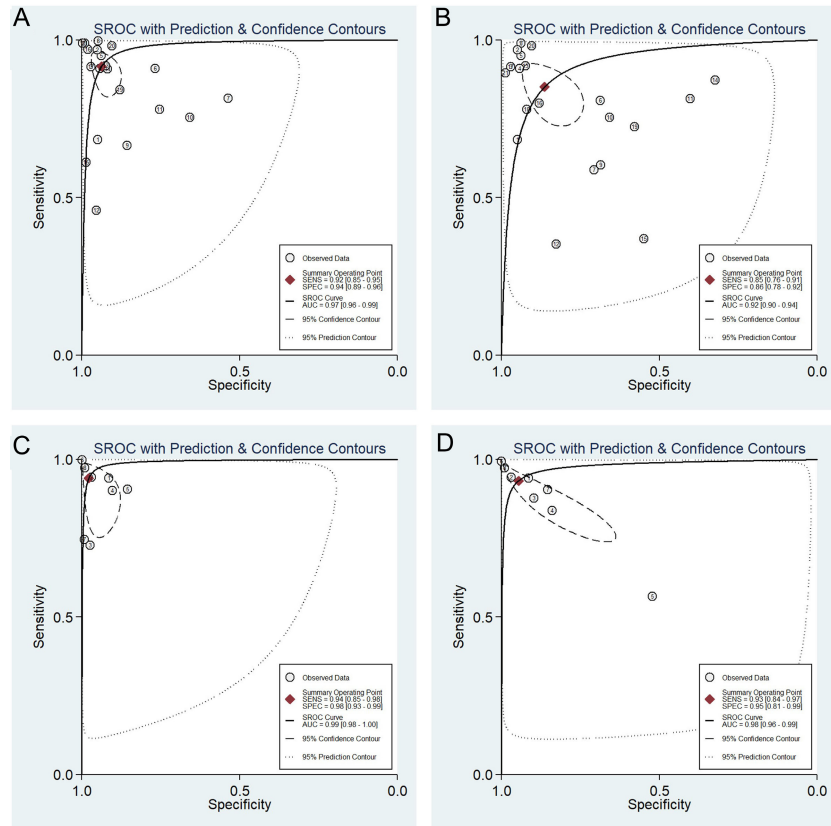 A
SROC with Prediction & Confidence Contours
1.0
0.5
0.0
Sensitivity
1.0
0.5
0.0
Specificity
Observed Data
Summary Operating Point
SENS = 0.92 [0.85 - 0.95]
SPEC = 0.94 [0.89 - 0.96]
SROC Curve
AUC = 0.97 [0.96 - 0.99]
95% Confidence Contour
95% Prediction Contour
B
SROC with Prediction & Confidence Contours
1.0
0.5
0.0
Sensitivity
1.0
0.5
0.0
Specificity
Observed Data
Summary Operating Point
SENS = 0.85 [0.76 - 0.91]
SPEC = 0.86 [0.78 - 0.92]
SROC Curve
AUC = 0.92 [0.90 - 0.94]
95% Confidence Contour
95% Prediction Contour
C
SROC with Prediction & Confidence Contours
1.0
0.5
0.0
Sensitivity
1.0
0.5
0.0
Specificity
Observed Data
Summary Operating Point
SENS = 0.94 [0.85 - 0.98]
SPEC = 0.98 [0.93 - 0.99]
SROC Curve
AUC = 0.99 [0.98 - 1.00]
95% Confidence Contour
95% Prediction Contour
D
SROC with Prediction & Confidence Contours
1.0
0.5
0.0
Sensitivity
1.0
0.5
0.0
Specificity
Observed Data
Summary Operating Point
SENS = 0.93 [0.84 - 0.97]
SPEC = 0.95 [0.81 - 0.99]
SROC Curve
AUC = 0.98 [0.96 - 0.99]
95% Confidence Contour
95% Prediction Contour